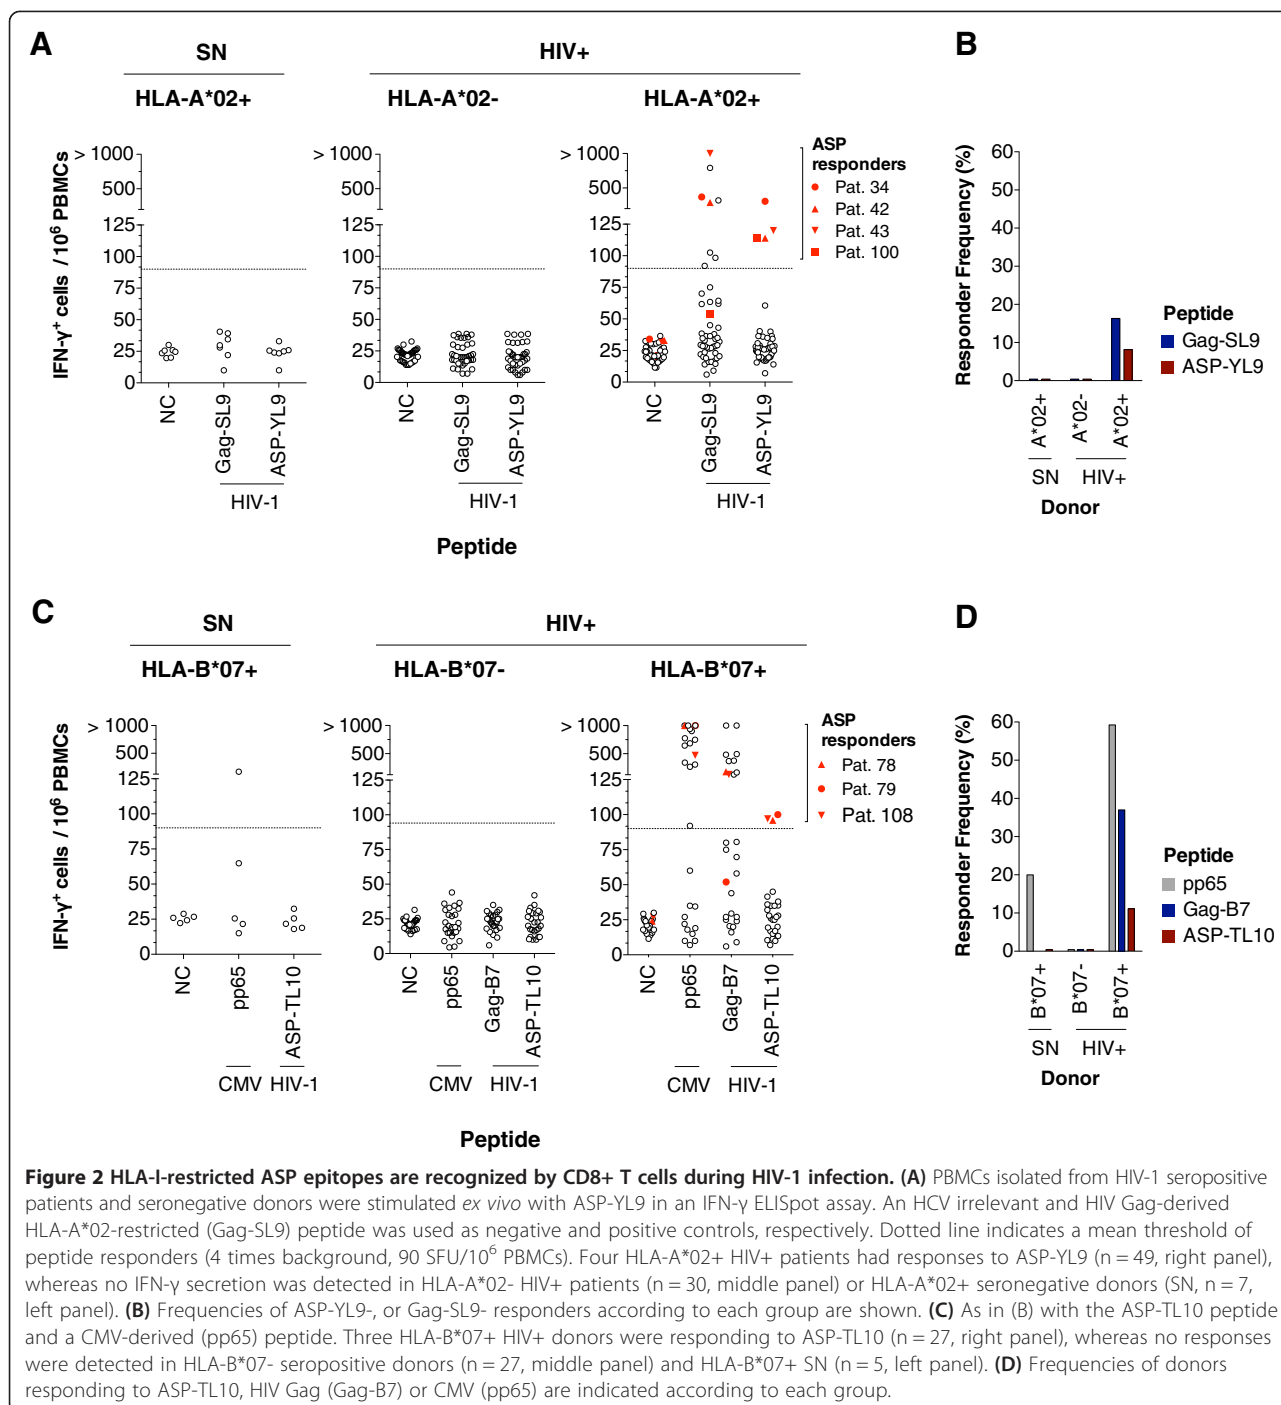 A
SN
HIV+
HLA-A*02+
HLA-A*02-
HLA-A*02+
IFN-γ⁺ cells / 10⁶ PBMCs
> 1000
500
125
100
75
50
25
0
NC
Gag-SL9
ASP-YL9
HIV-1
> 1000
500
125
100
75
50
25
0
NC
Gag-SL9
ASP-YL9
HIV-1
> 1000
500
125
100
75
50
25
0
NC
Gag-SL9
ASP-YL9
HIV-1
ASP
responders
Pat. 34
Pat. 42
Pat. 43
Pat. 100
Peptide
B
Responder Frequency (%)
60
50
40
30
20
10
0
A*02+
A*02-
A*02+
SN
HIV+
Donor
Peptide
Gag-SL9
ASP-YL9
C
SN
HIV+
HLA-B*07+
HLA-B*07-
HLA-B*07+
IFN-γ⁺ cells / 10⁶ PBMCs
> 1000
500
125
100
75
50
25
0
NC
pp65
ASP-TL10
CMV
HIV-1
> 1000
500
125
100
75
50
25
0
NC
pp65
Gag-B7
ASP-TL10
CMV
HIV-1
> 1000
500
125
100
75
50
25
0
NC
pp65
Gag-B7
ASP-TL10
CMV
HIV-1
ASP
responders
Pat. 78
Pat. 79
Pat. 108
Peptide
D
Responder Frequency (%)
60
50
40
30
20
10
0
B*07+
B*07-
B*07+
SN
HIV+
Donor
Peptide
pp65
Gag-B7
ASP-TL10
Figure 2 HLA-I-restricted ASP epitopes are recognized by CD8+ T cells during HIV-1 infection. (A) PBMCs isolated from HIV-1 seropositive
patients and seronegative donors were stimulated ex vivo with ASP-YL9 in an IFN-γ ELISpot assay. An HCV irrelevant and HIV Gag-derived
HLA-A*02-restricted (Gag-SL9) peptide was used as negative and positive controls, respectively. Dotted line indicates a mean threshold of
peptide responders (4 times background, 90 SFU/10⁶ PBMCs). Four HLA-A*02+ HIV+ patients had responses to ASP-YL9 (n = 49, right panel),
whereas no IFN-γ secretion was detected in HLA-A*02- HIV+ patients (n = 30, middle panel) or HLA-A*02+ seronegative donors (SN, n = 7,
left panel). (B) Frequencies of ASP-YL9-, or Gag-SL9- responders according to each group are shown. (C) As in (B) with the ASP-TL10 peptide
and a CMV-derived (pp65) peptide. Three HLA-B*07+ HIV+ donors were responding to ASP-TL10 (n = 27, right panel), whereas no responses
were detected in HLA-B*07- seropositive donors (n = 27, middle panel) and HLA-B*07+ SN (n = 5, left panel). (D) Frequencies of donors
responding to ASP-TL10, HIV Gag (Gag-B7) or CMV (pp65) are indicated according to each group.